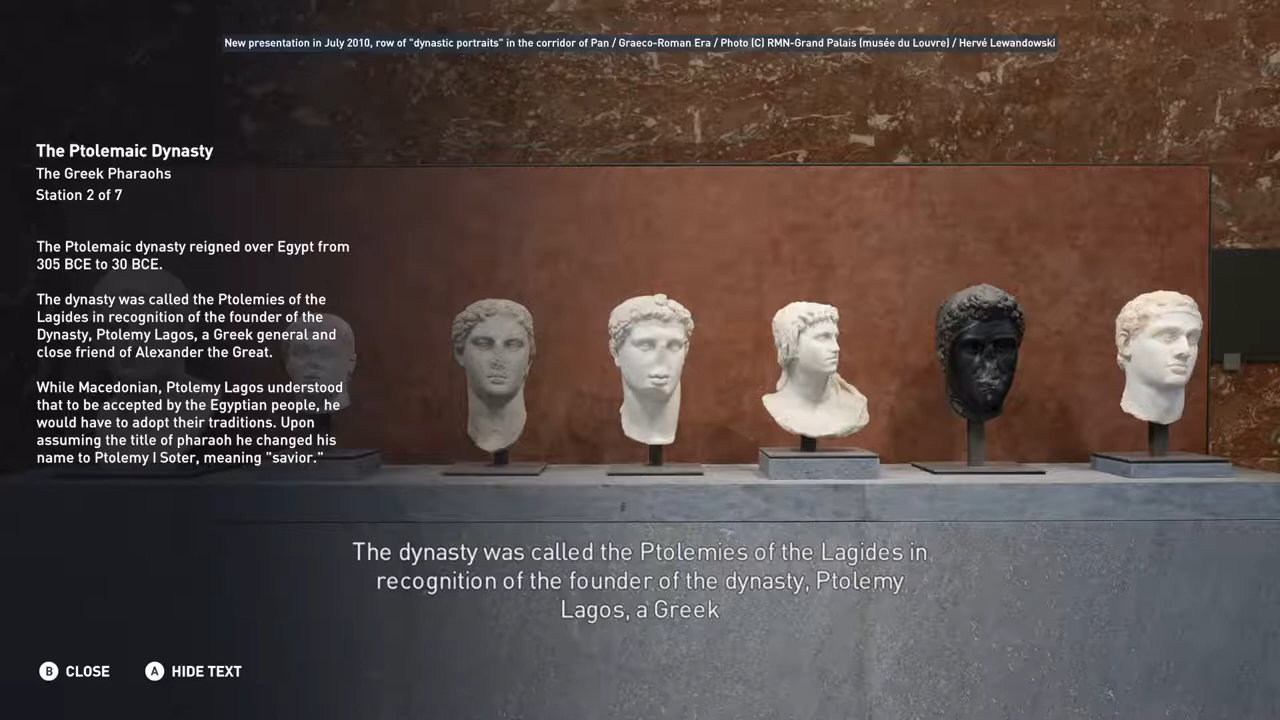 New presentation in July 2010, row of "dynastic portraits" in the corridor of Pan / Graeco-Roman Era / Photo (C) RMN-Grand Palais (musée du Louvre) / Hervé Lewandowski
The Ptolemaic Dynasty
The Greek Pharaohs
Station 2 of 7
The Ptolemaic dynasty reigned over Egypt from
305 BCE to 30 BCE.
The dynasty was called the Ptolemies of the
Lagides in recognition of the founder of the
Dynasty, Ptolemy Lagos, a Greek general and
close friend of Alexander the Great.
While Macedonian, Ptolemy Lagos understood
that to be accepted by the Egyptian people, he
would have to adopt their traditions. Upon
assuming the title of pharaoh he changed his
name to Ptolemy I Soter, meaning "savior."
The dynasty was called the Ptolemies of the Lagides in
recognition of the founder of the dynasty, Ptolemy
Lagos, a Greek
B CLOSE A HIDE TEXT